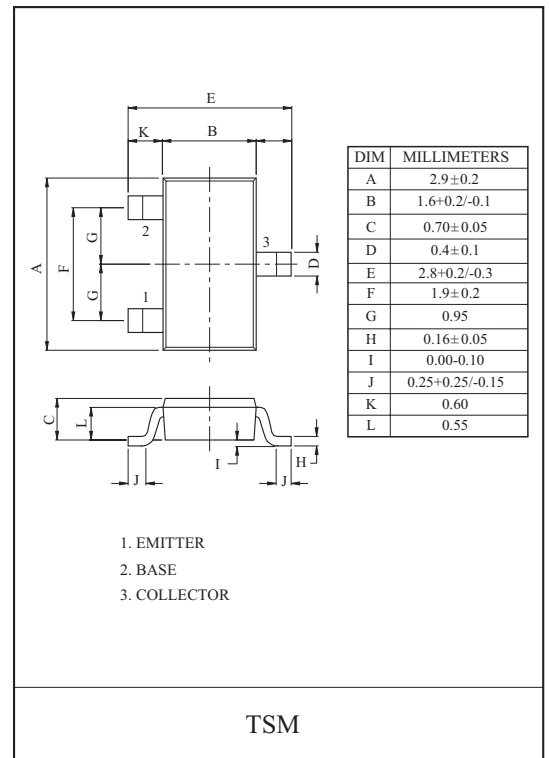 E
K B
A F G G 2 1 3 D
C L I H
J J
DIM MILLIMETERS
A 2.9±0.2
B 1.6+0.2/-0.1
C 0.70±0.05
D 0.4±0.1
E 2.8+0.2/-0.3
F 1.9±0.2
G 0.95
H 0.16±0.05
I 0.00-0.10
J 0.25+0.25/-0.15
K 0.60
L 0.55
1. EMITTER
2. BASE
3. COLLECTOR
TSM